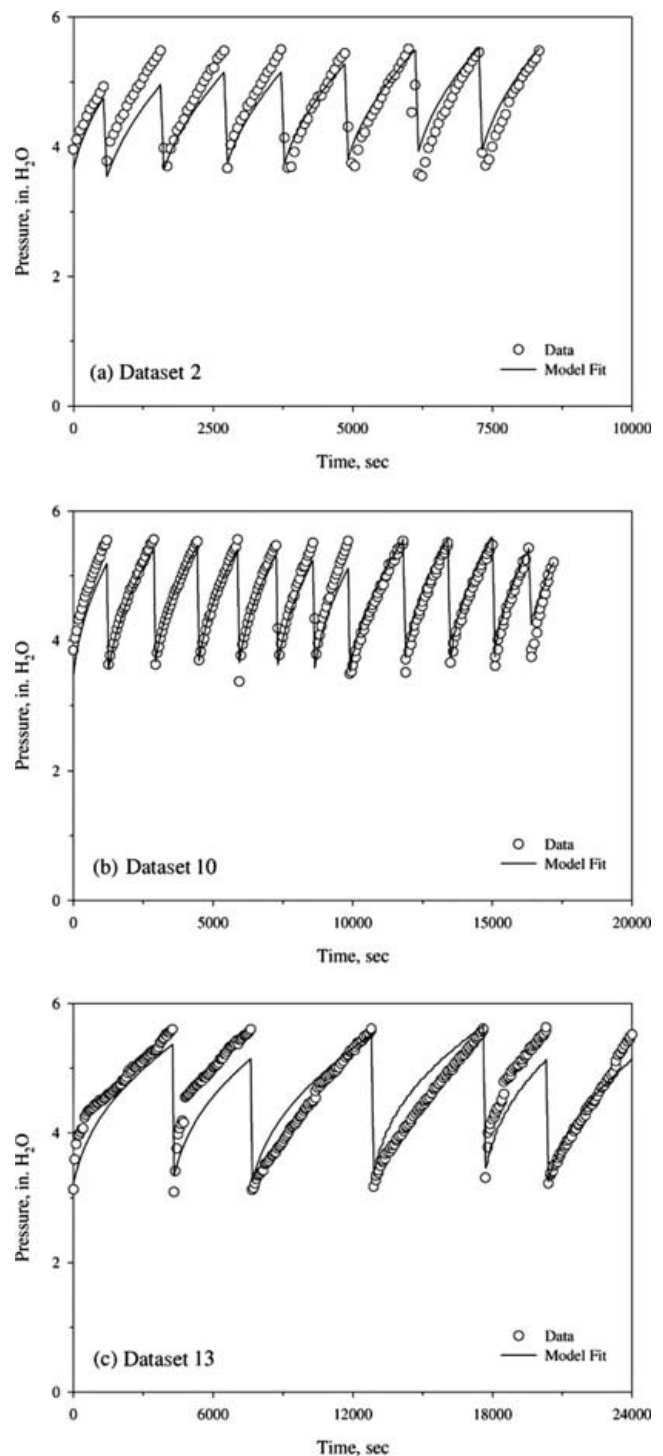 6
4
2
0
Pressure, in. H₂O
Data
Model Fit
(a) Dataset 2
0 2500 5000 7500 10000
Time, sec
6
4
2
0
Pressure, in. H₂O
Data
Model Fit
(b) Dataset 10
0 5000 10000 15000 20000
Time, sec
6
4
2
0
Pressure, in. H₂O
Data
Model Fit
(c) Dataset 13
0 6000 12000 18000 24000
Time, sec